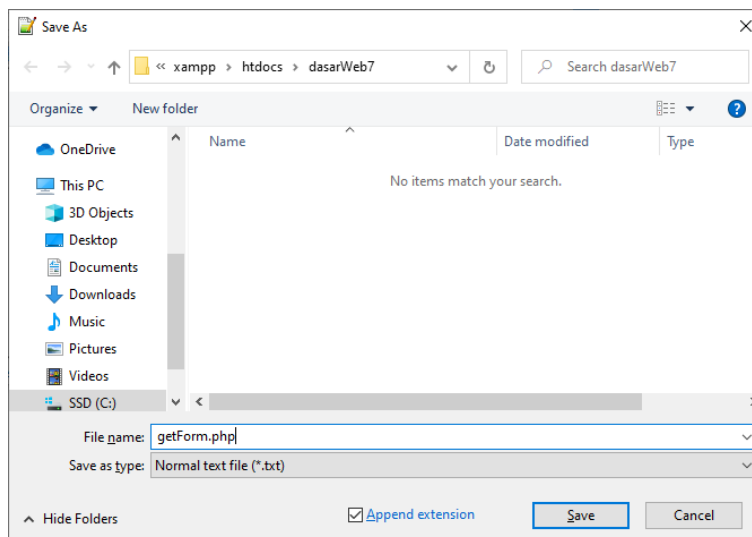 Save As
« xampp › htdocs › dasarWeb7
Search dasarWeb7
Organize
New folder
Name
Date modified
Type
No items match your search.
OneDrive
This PC
3D Objects
Desktop
Documents
Downloads
Music
Pictures
Videos
SSD (C:)
File name: getForm.php
Save as type: Normal text file (*.txt)
Hide Folders
Append extension
Save
Cancel